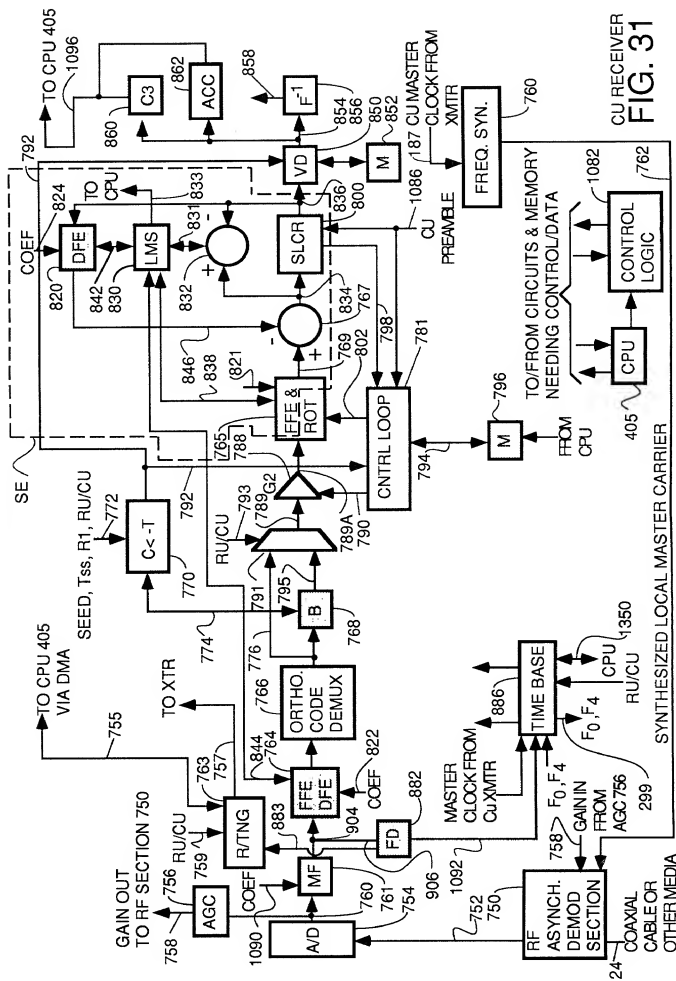 TO CPU 405
1096
862
ACC
C3
860
858
F-1
854
856
850
VD
M
852
792
824
COEF
TO CPU
833
836
800
187
CU MASTER
CLOCK FROM
XMTR
FREQ. SYN.
760
CU RECEIVER
FIG. 31
DFE
820
842
LMS
830
831
832
+
-
SLCR
834
1086
CU
PREAMBLE
762
846
838
821
-
+
767
769
798
802
781
TO/FROM CIRCUITS & MEMORY
NEEDING CONTROL/DATA
1082
CONTROL
LOGIC
CPU
405
SE
765
788
FFE &
ROT
G2
789
789A
790
CNTRL LOOP
794
M
796
FROM
CPU
SEED, Tss, R1, RU/CU
772
C< -T
770
792
RU/CU
793
791
795
774
776
B
768
766
ORTHO.
CODE
DEMUX
TO CPU 405
VIA DMA
755
TO XTR
757
844
764
FFE
DFE
822
COEF
763
R/TNG
RU/CU
759
883
904
882
FD
906
1092
MASTER
CLOCK FROM
Cu XMTR
886
TIME BASE
1350
CPU
RU/CU
F0, F4
299
F0, F4
SYNTHESIZED LOCAL MASTER CARRIER
GAIN OUT
TO RF SECTION 750
756
758
AGC
COEF
1090
MF
760
761
A/D
754
752
750
758
GAIN IN
FROM
AGC 756
RF
ASYNCH.
DEMOD
SECTION
24
COAXIAL
CABLE OR
OTHER MEDIA